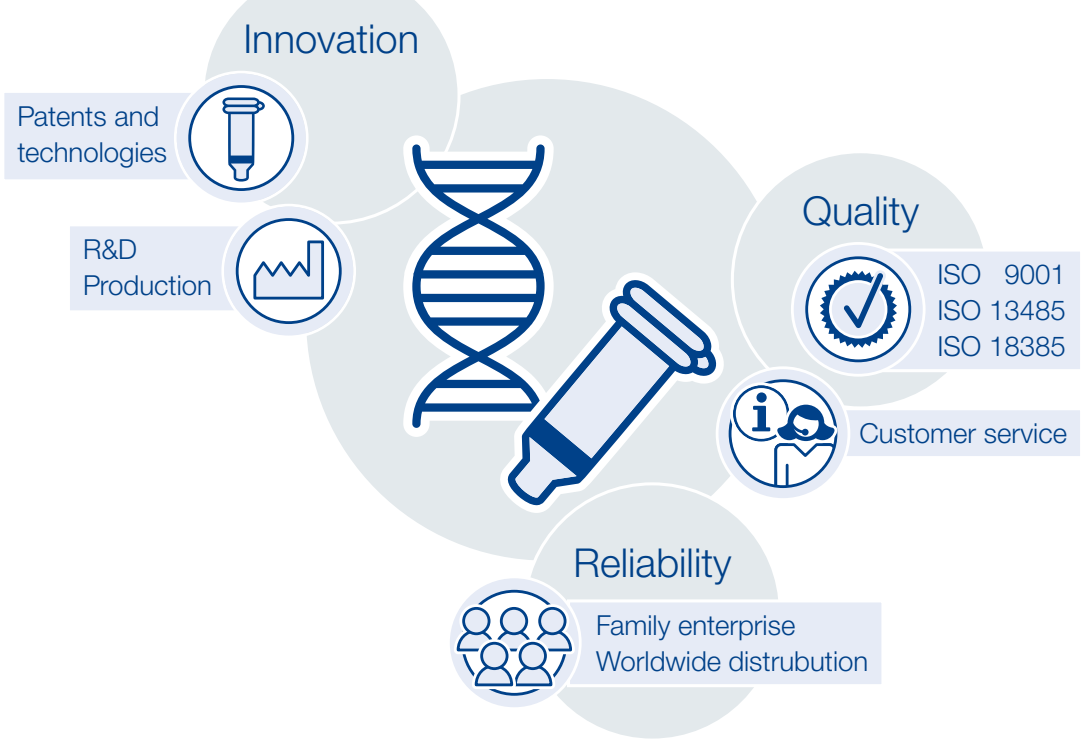 Innovation
Patents and
technologies
R&D
Production
Quality
ISO 9001
ISO 13485
ISO 18385
i
Customer service
Reliability
Family enterprise
Worldwide distrubution